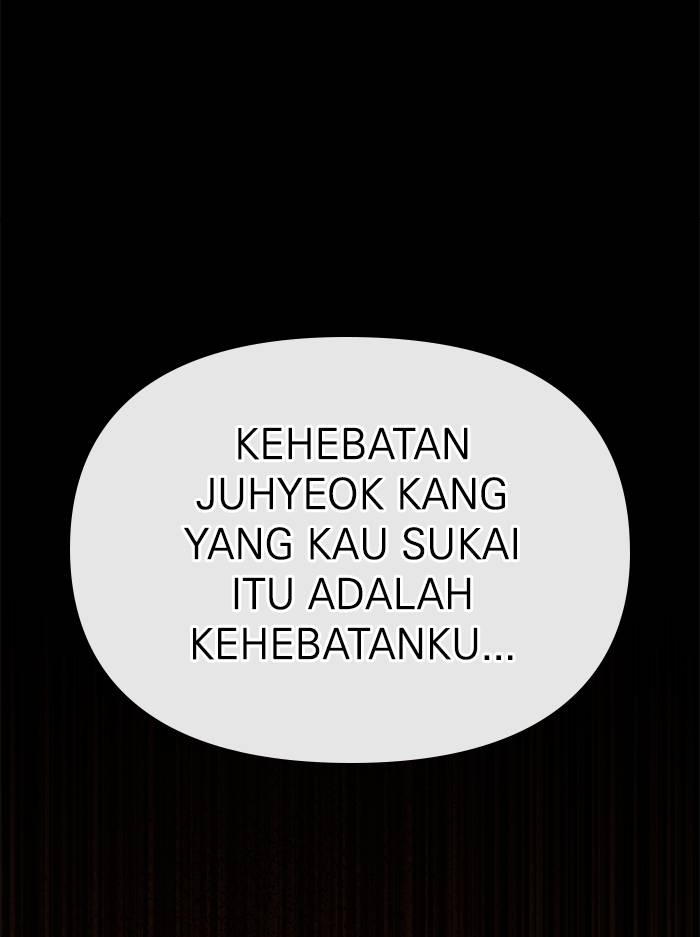 KEHEBATAN
JUHYEOK KANG
YANG KAU SUKAI
ITU ADALAH
KEHEBATANKU...